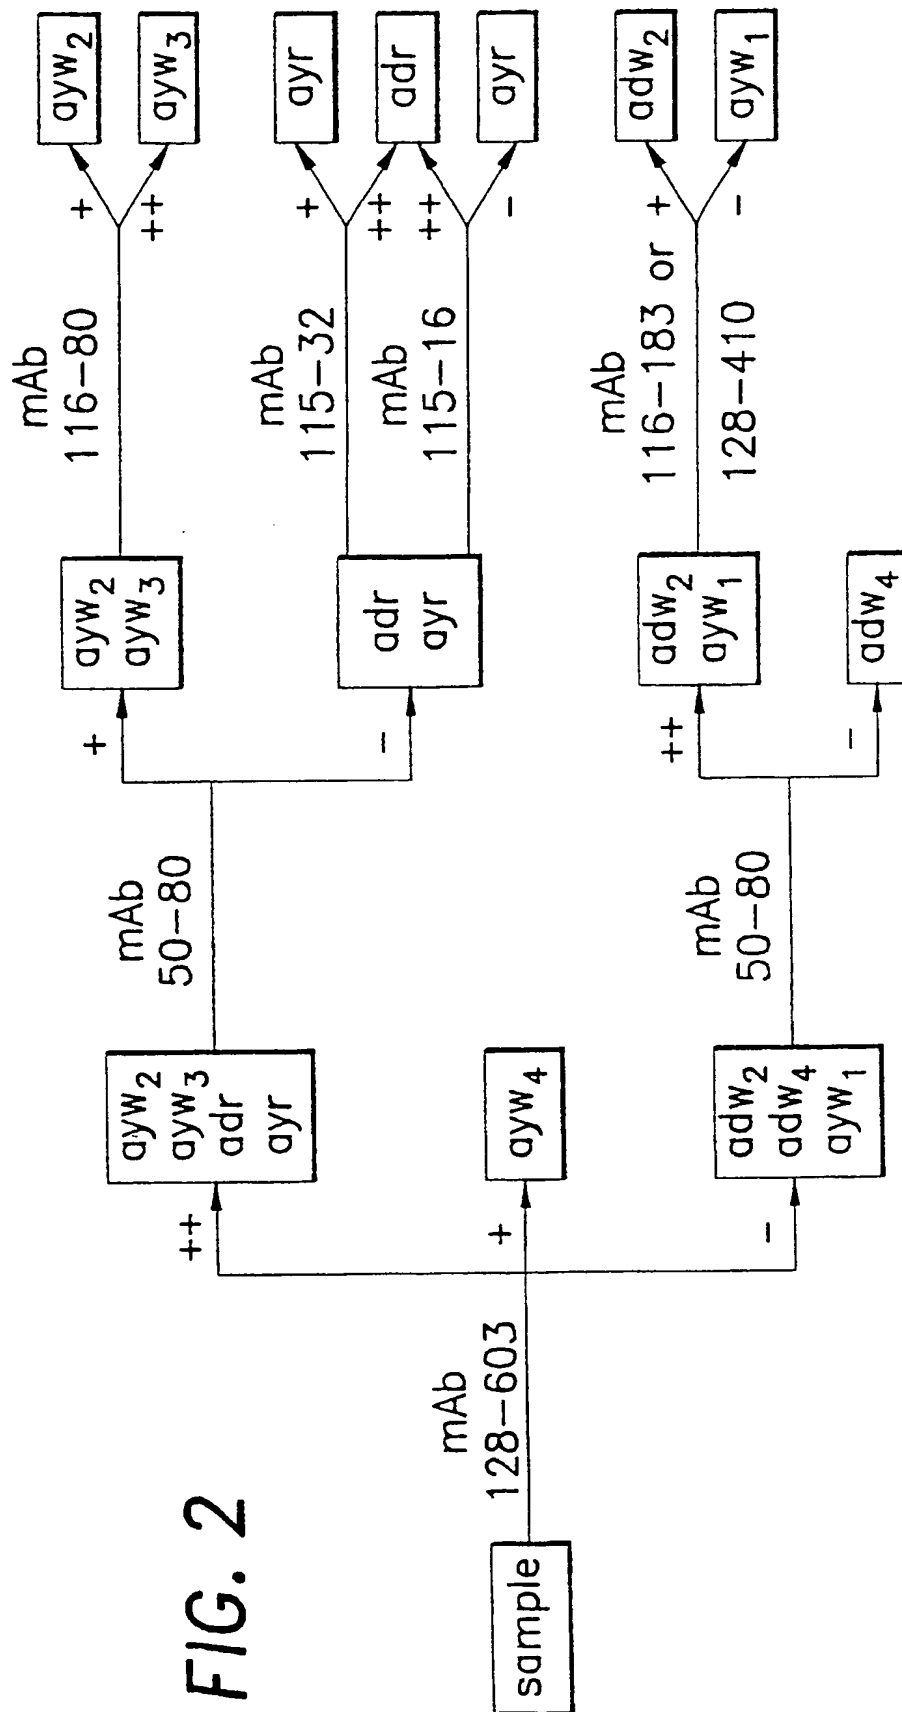 FIG. 2
sample
mAb
128–603
++
+
-
ayw2
ayw3
adr
ayr
ayw4
adw2
adw4
ayw1
mAb
50–80
+
-
mAb
50–80
++
-
ayw2
ayw3
adr
ayr
adw2
ayw1
adw4
mAb
116–80
+
++
mAb
115–32
+
++
mAb
115–16
++
-
mAb
116–183 or
128–410
+
-
ayw2
ayw3
ayr
adr
ayr
adw2
ayw1